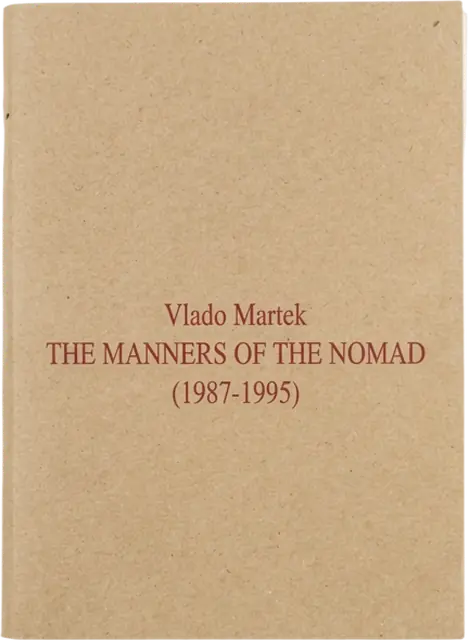 Vlado Martek
THE MANNERS OF THE NOMAD
(1987-1995)